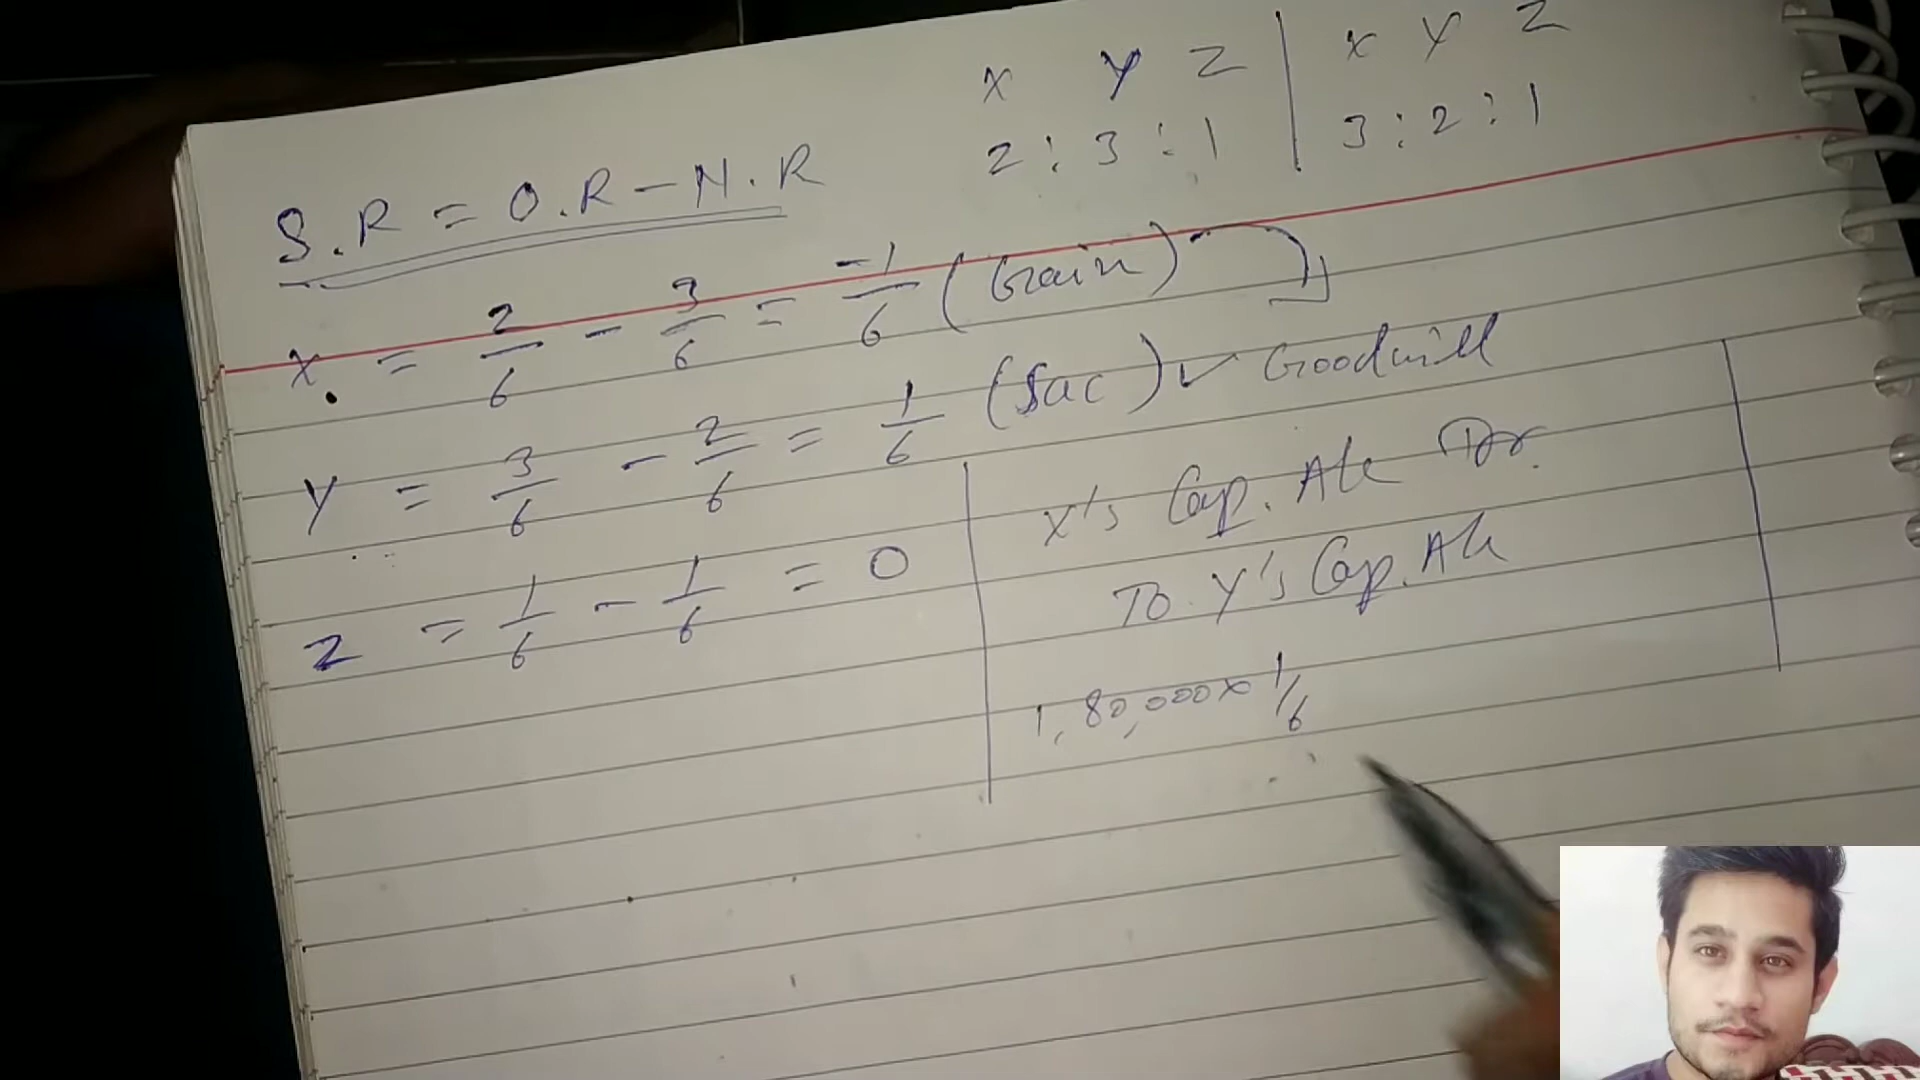 X Y Z | X Y Z
2 : 3 : 1 | 3 : 2 : 1
S.R = O.R - N.R
X. = 2/6 - 3/6 = -1/6 (Gain)
Y = 3/6 - 2/6 = 1/6 (Sac) ✓ Goodwill
Z = 1/6 - 1/6 = 0
X's Cap. A/c Dr.
To Y's Cap. A/c
1,80,000 x 1/6